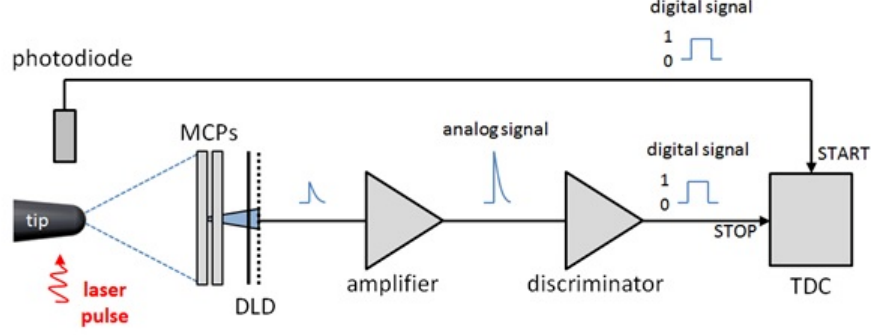 digital signal
1
0
photodiode
MCPs
analog signal
digital signal
1
0
START
tip
STOP
laser
pulse
DLD
amplifier
discriminator
TDC